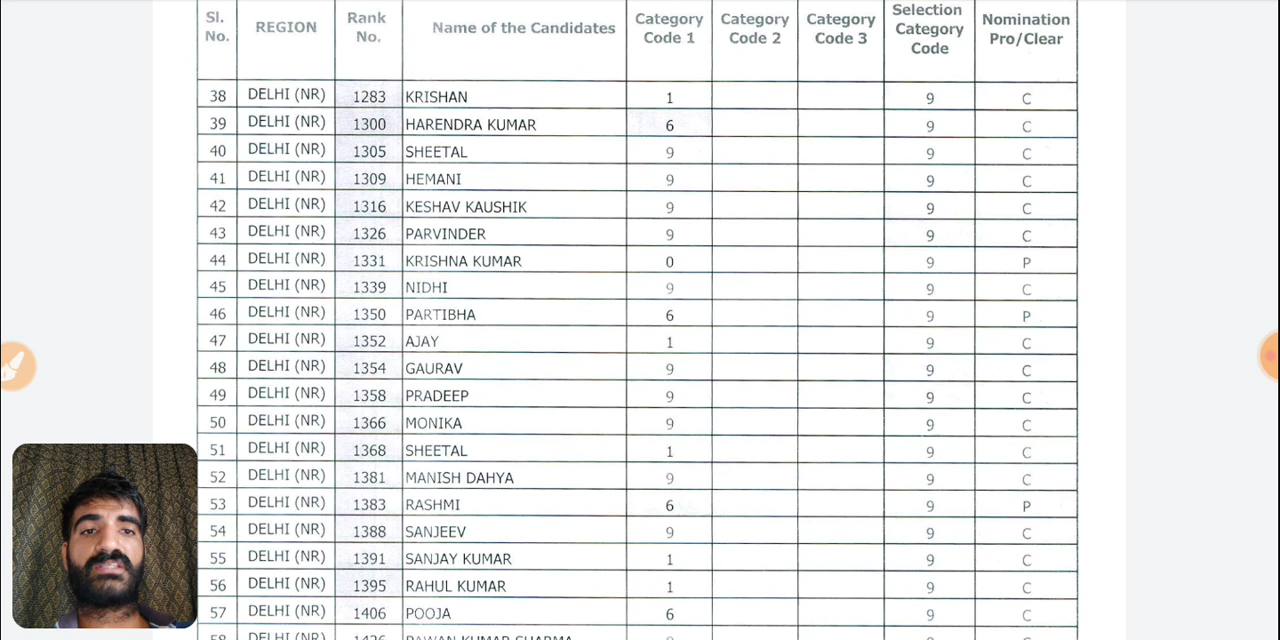 Sl. No. REGION Rank No. Name of the Candidates Category Code 1 Category Code 2 Category Code 3 Selection Category Code Nomination Pro/Clear
38 DELHI (NR) 1283 KRISHAN 1 9 C
39 DELHI (NR) 1300 HARENDRA KUMAR 6 9 C
40 DELHI (NR) 1305 SHEETAL 9 9 C
41 DELHI (NR) 1309 HEMANI 9 9 C
42 DELHI (NR) 1316 KESHAV KAUSHIK 9 9 C
43 DELHI (NR) 1326 PARVINDER 9 9 C
44 DELHI (NR) 1331 KRISHNA KUMAR 0 9 P
45 DELHI (NR) 1339 NIDHI 9 9 C
46 DELHI (NR) 1350 PARTIBHA 6 9 P
47 DELHI (NR) 1352 AJAY 1 9 C
48 DELHI (NR) 1354 GAURAV 9 9 C
49 DELHI (NR) 1358 PRADEEP 9 9 C
50 DELHI (NR) 1366 MONIKA 9 9 C
51 DELHI (NR) 1368 SHEETAL 1 9 C
52 DELHI (NR) 1381 MANISH DAHYA 9 9 C
53 DELHI (NR) 1383 RASHMI 6 9 P
54 DELHI (NR) 1388 SANJEEV 9 9 C
55 DELHI (NR) 1391 SANJAY KUMAR 1 9 C
56 DELHI (NR) 1395 RAHUL KUMAR 1 9 C
57 DELHI (NR) 1406 POOJA 6 9 C
58 DELHI (NR) 1426 PAWAN KUMAR SHARMA